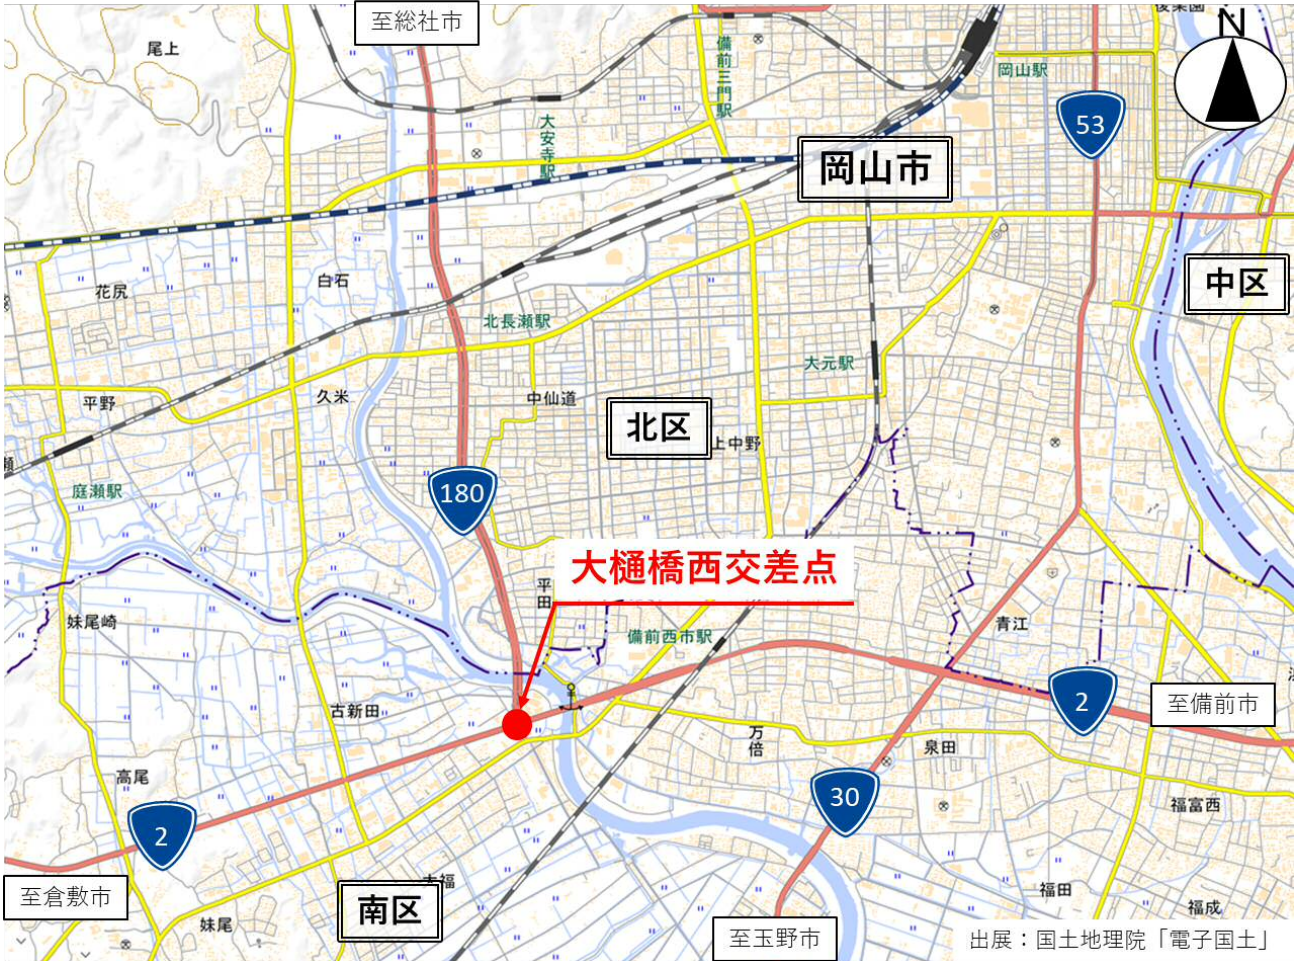 至総社市
後楽園
N
尾上
備前三門駅
岡山駅
53
大安寺駅
岡山市
花尻
白石
中区
北長瀬駅
大元駅
平野
久米
中仙道
北区
上中野
瀬
庭瀬駅
180
大樋橋西交差点
平田
妹尾崎
備前西市駅
青江
古新田
2
至備前市
万倍
泉田
高尾
30
福富西
2
至倉敷市
大福
南区
福田
福成
妹尾
至玉野市
出展：国土地理院「電子国土」